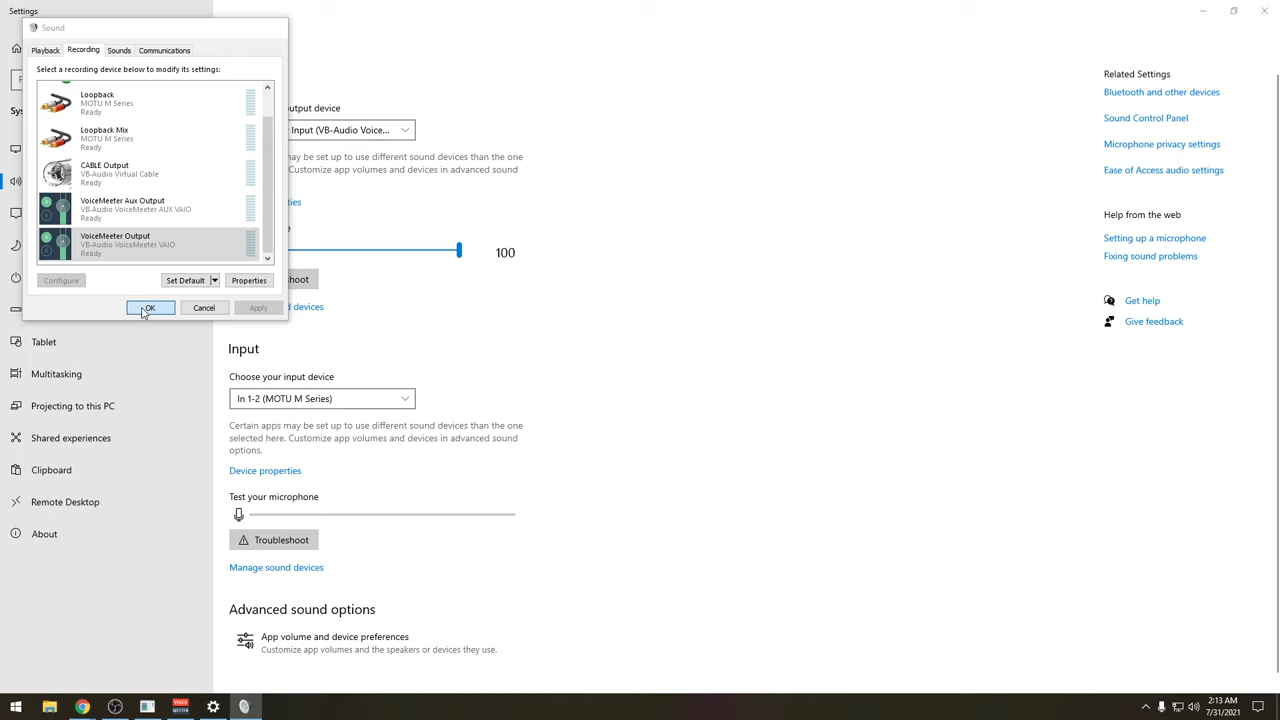 Settings
Sound
Playback
Recording
Sounds
Communications
Select a recording device below to modify its settings:
Loopback
MOTU M Series
Ready
Loopback Mix
MOTU M Series
Ready
CABLE Output
VB-Audio Virtual Cable
Ready
VoiceMeeter Aux Output
VB-Audio VoiceMeeter AUX VAIO
Ready
VoiceMeeter Output
VB-Audio VoiceMeeter VAIO
Ready
Configure
Set Default
Properties
OK
Cancel
Apply
Sy
Tablet
Multitasking
Projecting to this PC
Shared experiences
Clipboard
Remote Desktop
About
utput device
Input (VB-Audio Voice...
may be set up to use different sound devices than the one
. Customize app volumes and devices in advanced sound
ties
e
100
hoot
d devices
Input
Choose your input device
In 1-2 (MOTU M Series)
Certain apps may be set up to use different sound devices than the one
selected here. Customize app volumes and devices in advanced sound
options.
Device properties
Test your microphone
Troubleshoot
Manage sound devices
Advanced sound options
App volume and device preferences
Customize app volumes and the speakers or devices they use.
Related Settings
Bluetooth and other devices
Sound Control Panel
Microphone privacy settings
Ease of Access audio settings
Help from the web
Setting up a microphone
Fixing sound problems
Get help
Give feedback
VOICE
MEETER
2:13 AM
7/31/2021